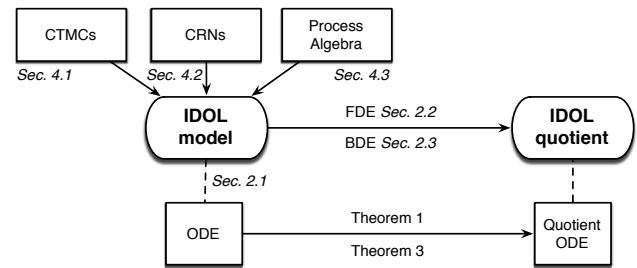 CTMCs
CRNs
Process
Algebra
Sec. 4.1
Sec. 4.2
Sec. 4.3
IDOL
model
FDE Sec. 2.2
BDE Sec. 2.3
IDOL
quotient
Sec. 2.1
ODE
Theorem 1
Theorem 3
Quotient
ODE